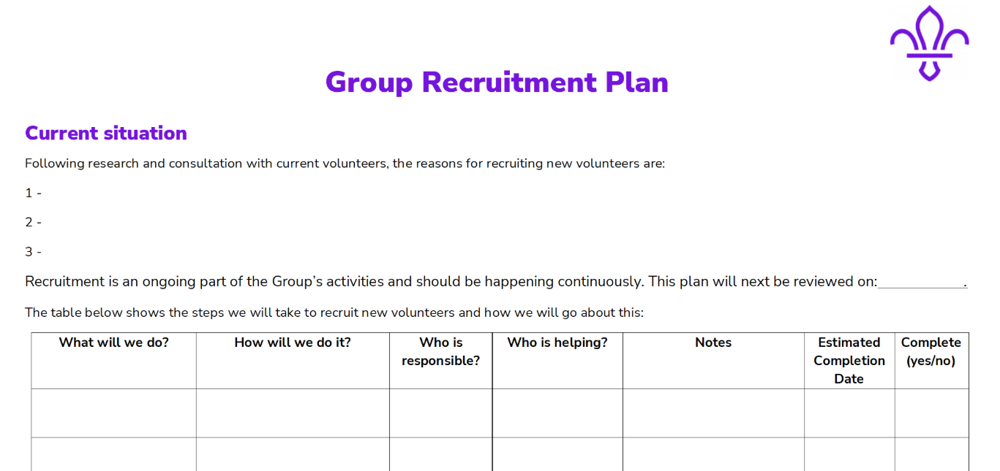 Group Recruitment Plan
Current situation
Following research and consultation with current volunteers, the reasons for recruiting new volunteers are:
1 -
2 -
3 -
Recruitment is an ongoing part of the Group’s activities and should be happening continuously. This plan will next be reviewed on:___________.
The table below shows the steps we will take to recruit new volunteers and how we will go about this:
What will we do?
How will we do it?
Who is
responsible?
Who is helping?
Notes
Estimated
Completion
Date
Complete
(yes/no)